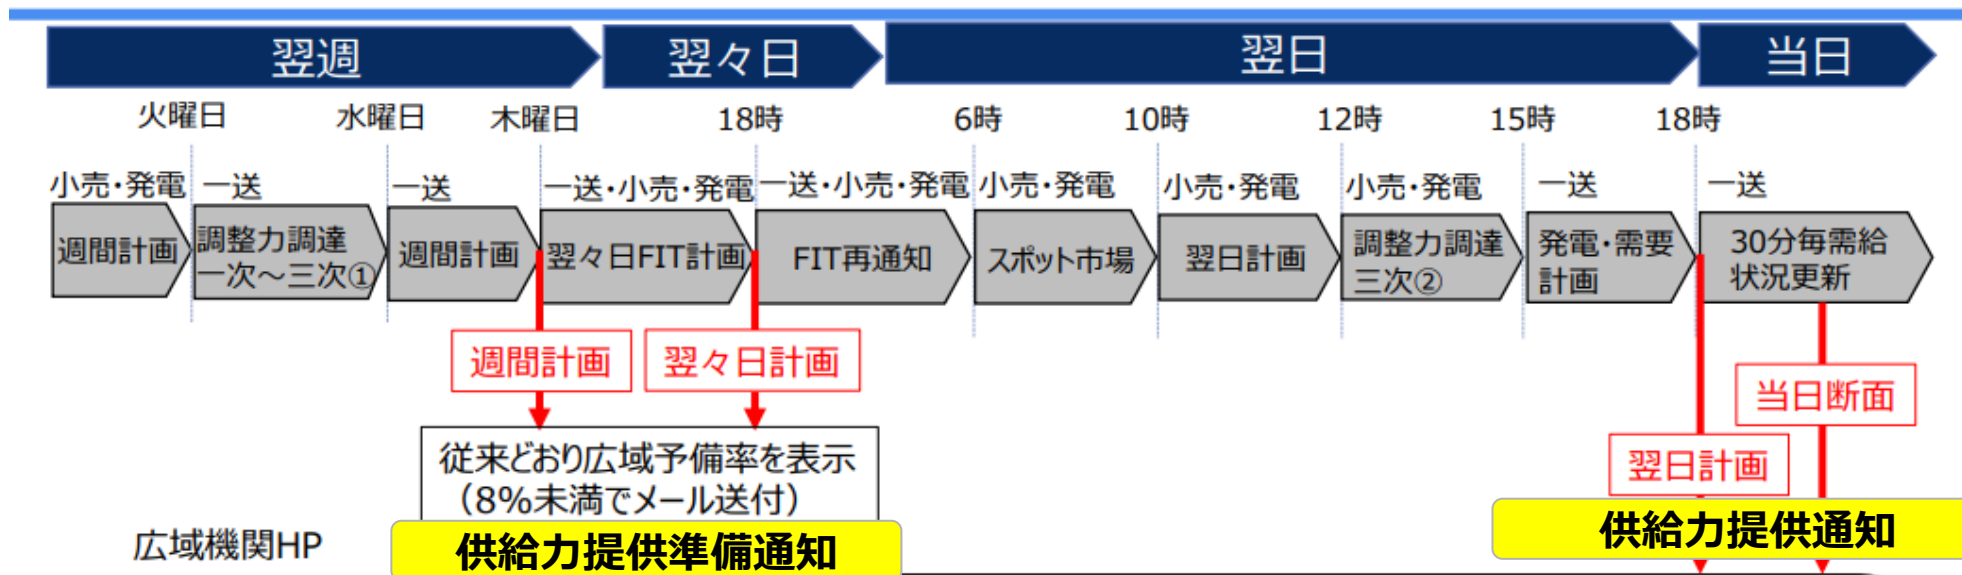 翌週
翌々日
翌日
当日
火曜日
水曜日
木曜日
18時
6時
10時
12時
15時
18時
小売・発電
一送
一送
一送・小売・発電
一送・小売・発電
小売・発電
小売・発電
小売・発電
一送
一送
週間計画
調整力調達
一次～三次①
週間計画
翌々日FIT計画
FIT再通知
スポット市場
翌日計画
調整力調達
三次②
発電・需要
計画
30分毎需給
状況更新
週間計画
翌々日計画
当日断面
翌日計画
従来どおり広域予備率を表示
（8%未満でメール送付）
広域機関HP
供給力提供準備通知
供給力提供通知